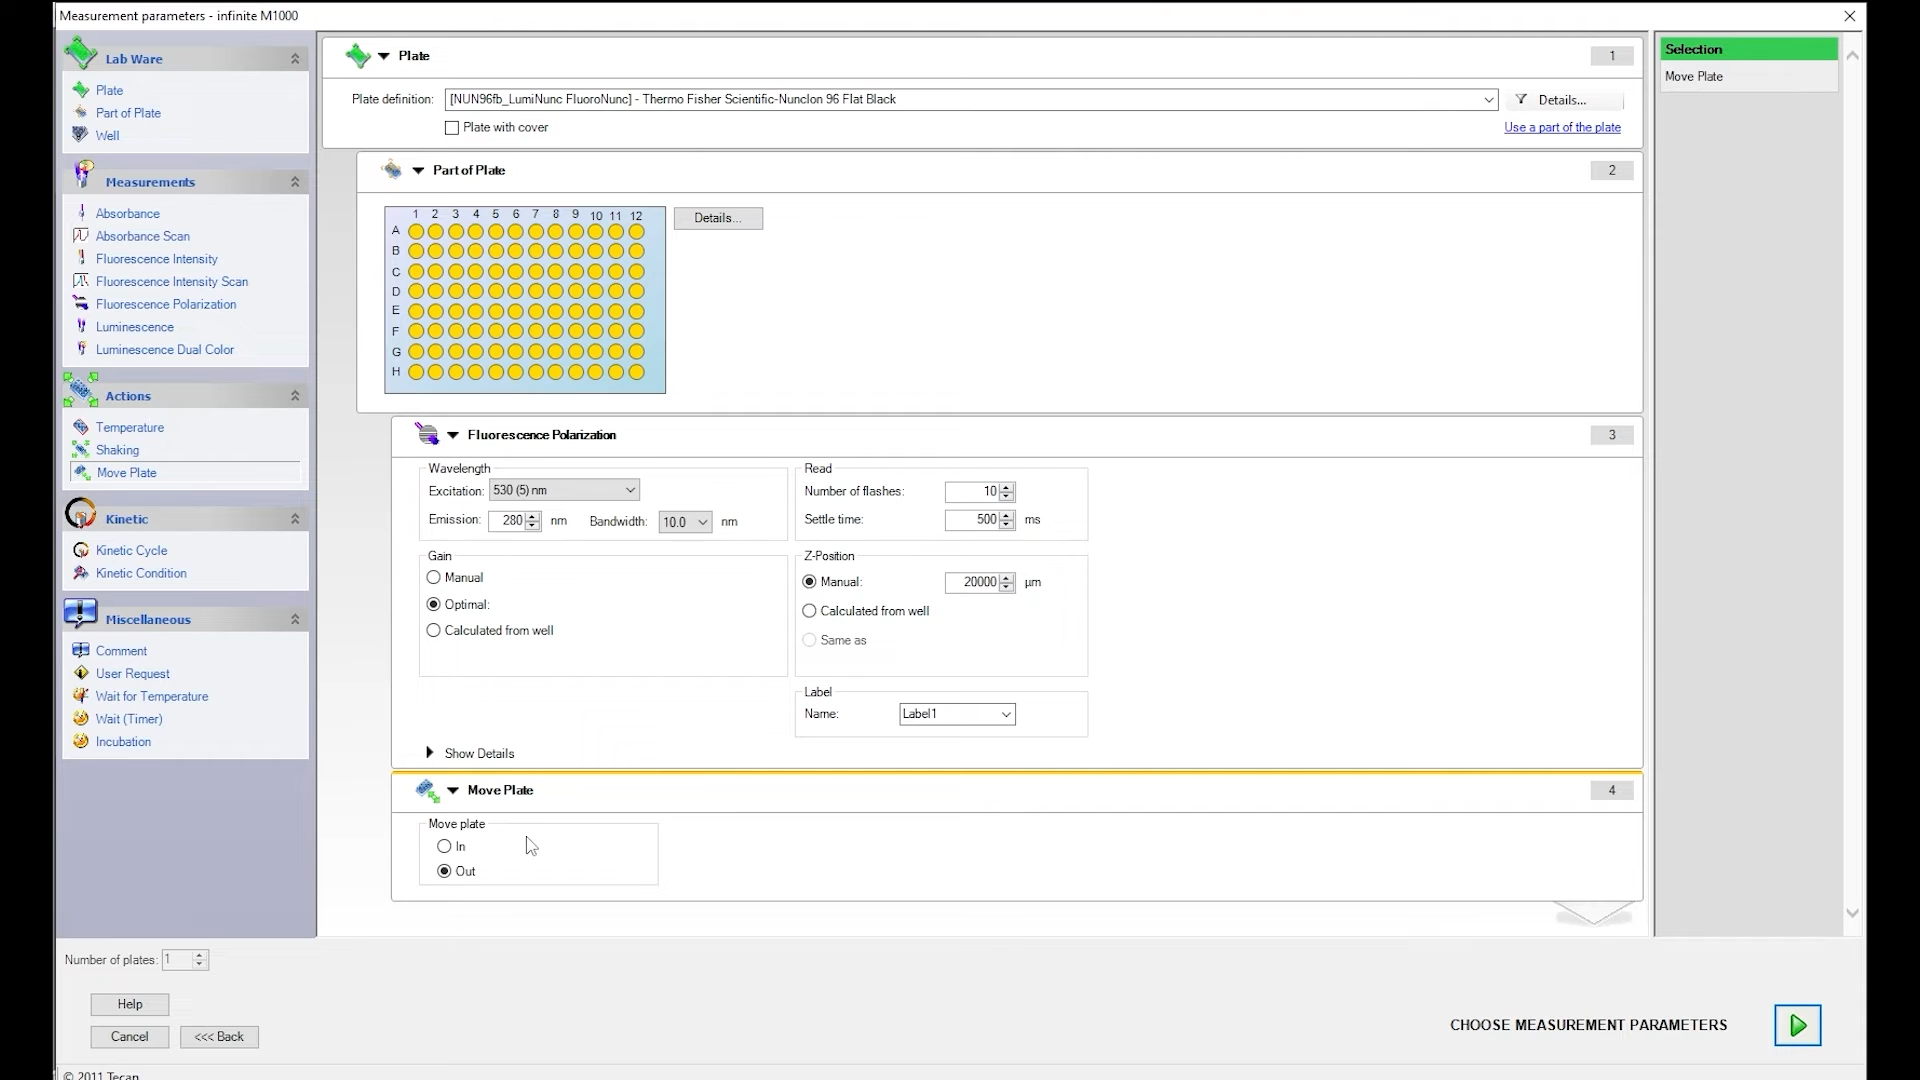 Measurement parameters - infinite M1000
Lab Ware
Plate
Part of Plate
Well
Measurements
Absorbance
Absorbance Scan
Fluorescence Intensity
Fluorescence Intensity Scan
Fluorescence Polarization
Luminescence
Luminescence Dual Color
Actions
Temperature
Shaking
Move Plate
Kinetic
Kinetic Cycle
Kinetic Condition
Miscellaneous
Comment
User Request
Wait for Temperature
Wait (Timer)
Incubation
Plate 1
Plate definition: [NUN96fb_LumiNunc FluoroNunc] - Thermo Fisher Scientific-Nunclon 96 Flat Black Details...
Plate with cover Use a part of the plate
Part of Plate 2
1 2 3 4 5 6 7 8 9 10 11 12
Details...
A
B
C
D
E
F
G
H
Fluorescence Polarization 3
Wavelength
Excitation: 530 (5) nm
Emission: 280 nm Bandwidth: 10.0 nm
Read
Number of flashes: 10
Settle time: 500 ms
Gain
Manual
Optimal:
Calculated from well
Z-Position
Manual: 20000 µm
Calculated from well
Same as
Label
Name: Label1
Show Details
Move Plate 4
Move plate
In
Out
Selection
Move Plate
Number of plates: 1
Help
Cancel <<< Back
CHOOSE MEASUREMENT PARAMETERS
© 2011 Tecan